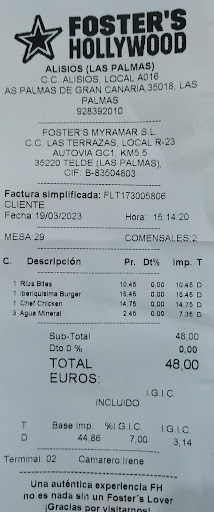 FOSTER'S
HOLLYWOOD
ALISIOS (LAS PALMAS)
C.C. ALISIOS, LOCAL A016
AS PALMAS DE GRAN CANARIA,35018, LAS
PALMAS
928392010
FOSTER'S MYRAMAR S.L.
C.C. LAS TERRAZAS, LOCAL R-23
AUTOVIA GC1, KM5.5
35220 TELDE (LAS PALMAS),
CIF: B-83504803
Factura simplificada: FLT173005806
CLIENTE
Fecha: 19/03/2023 Hora: 15:14:20
MESA 29 COMENSALES 2
C. Descripción Pr. Dt% Imp. T
1 Ribs Bites 10,45 0,00 10,45 D
1 Iberiquisima Burger 15,45 0,00 15,45 D
1 Chef Chicken 14,75 0,00 14,75 D
3 Agua Mineral 2,45 0,00 7,35 D
Sub-Total 48,00
Dto 0 % 0,00
TOTAL 48,00
EUROS:
I.G.I.C.
INCLUIDO
T Base Imp. %I.G.I.C. I.G.I.C.
D 44,86 7,00 3,14
Terminal: 02 Camarero: Irene
Una auténtica experiencia FH
no es nada sin un Foster's Lover
¡Gracias por visitarnos!